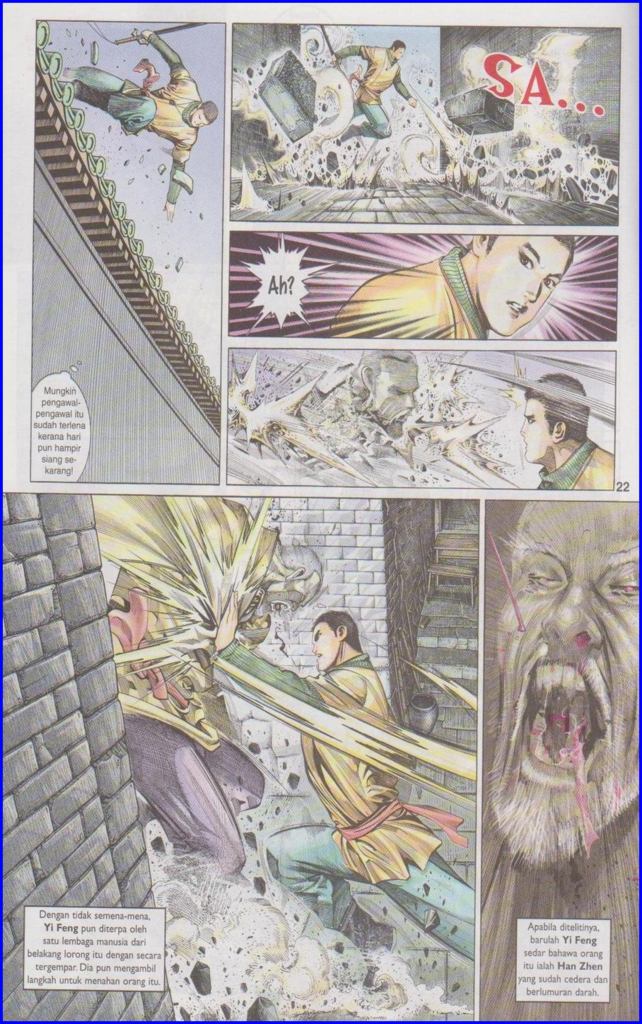 Mungkin
pengawal-
pengawal itu
sudah terlena
kerana hari
pun hampir
siang se-
karang!
SA...
Ah?
22
Dengan tidak semena-mena,
Yi Feng pun diterpa oleh
satu lembaga manusia dari
belakang lorong itu dengan secara
tergempar. Dia pun mengambil
langkah untuk menahan orang itu.
Apabila ditelitinya,
barulah Yi Feng
sedar bahawa orang
itu ialah Han Zhen
yang sudah cedera dan
berlumuran darah.